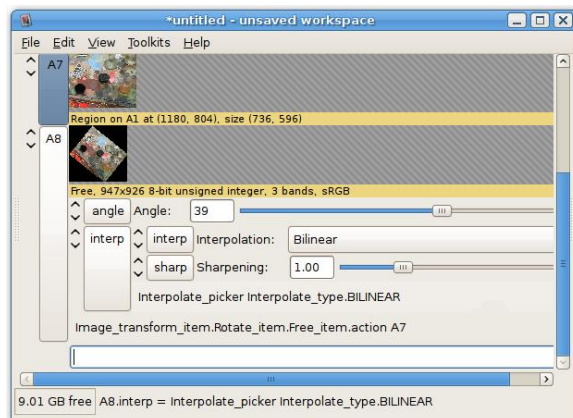 *untitled - unsaved workspace
File Edit View Toolkits Help
A7
Region on A1 at (1180, 804), size (736, 596)
A8
Free, 947x926 8-bit unsigned integer, 3 bands, sRGB
angle Angle: 39
interp interp Interpolation: Bilinear
sharp Sharpening: 1.00
Interpolate_picker Interpolate_type.BILINEAR
Image_transform_item.Rotate_item.Free_item.action A7
9.01 GB free A8.interp = Interpolate_picker Interpolate_type.BILINEAR